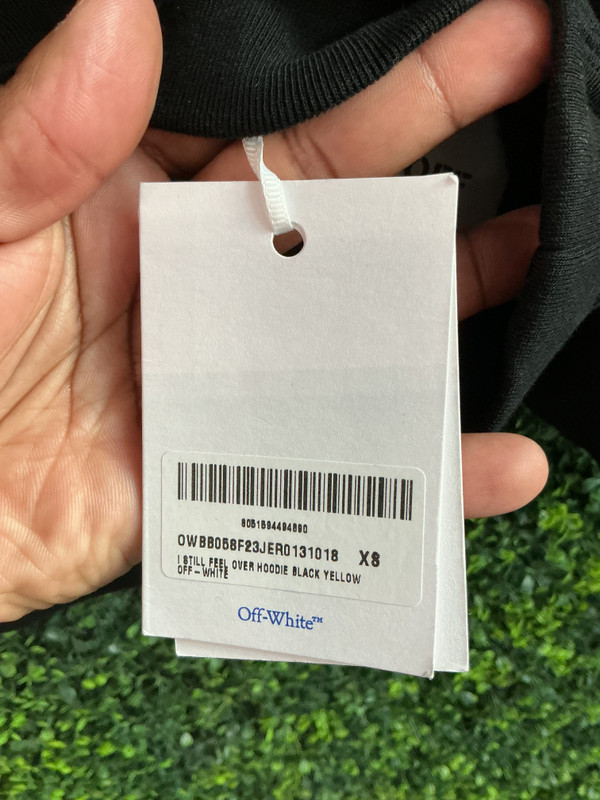 8051594494890
OWBB058F23JER0131018 XS
I STILL FEEL OVER HOODIE BLACK YELLOW
OFF-WHITE
Off-White™